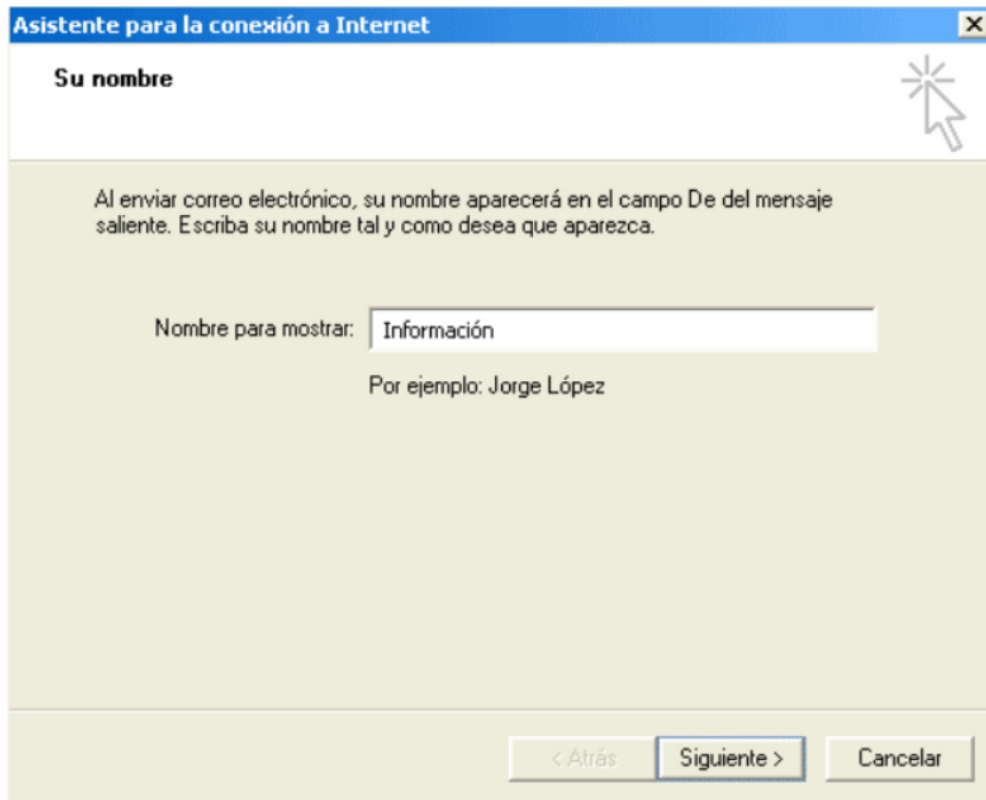 Asistente para la conexión a Internet
Su nombre
Al enviar correo electrónico, su nombre aparecerá en el campo De del mensaje
saliente. Escriba su nombre tal y como desea que aparezca.
Nombre para mostrar: Información
Por ejemplo: Jorge López
< Atrás Siguiente > Cancelar